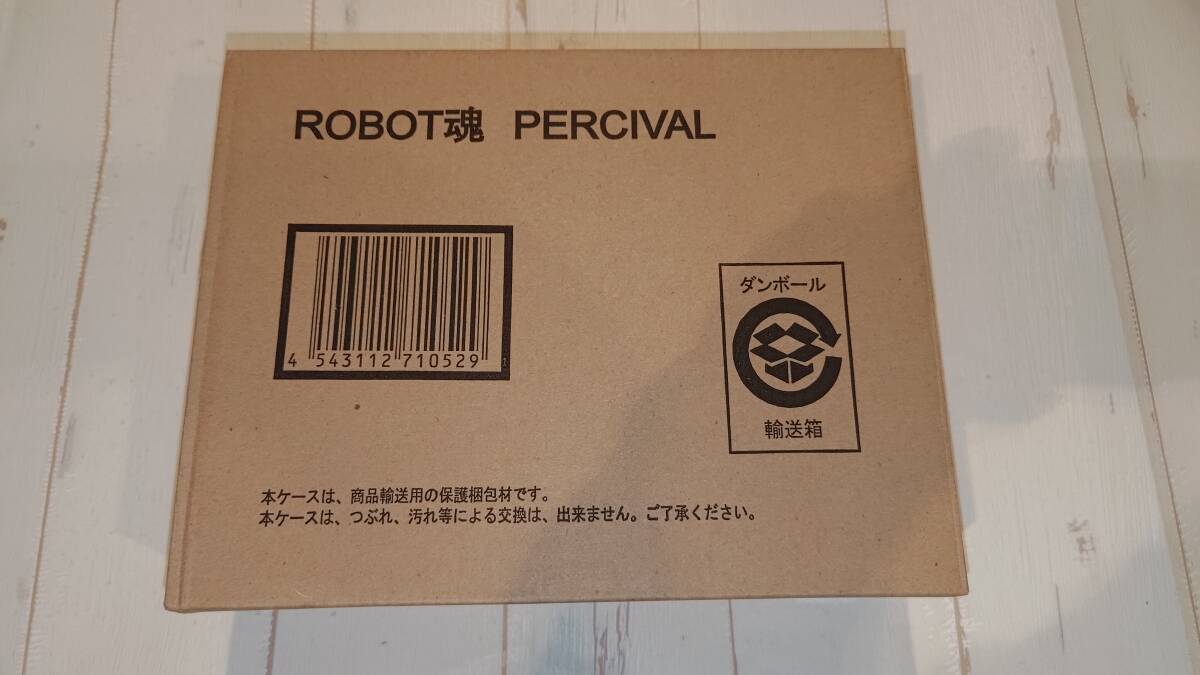 ROBOT魂 PERCIVAL
4 543112 710529
ダンボール
輸送箱
本ケースは、商品輸送用の保護梱包材です。
本ケースは、つぶれ、汚れ等による交換は、出来ません。ご了承ください。